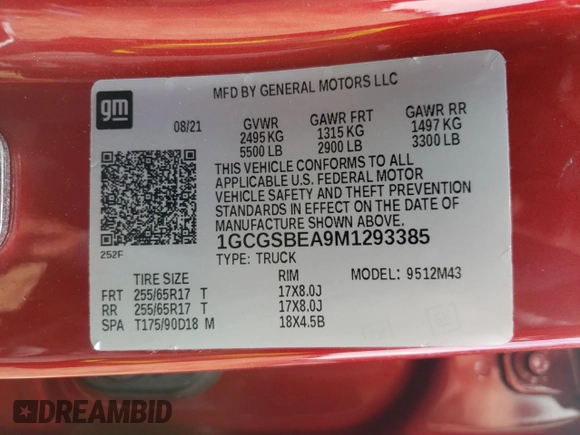 gm
MFD BY GENERAL MOTORS LLC
08/21
GVWR GAWR FRT GAWR RR
2495 KG 1315 KG 1497 KG
5500 LB 2900 LB 3300 LB
THIS VEHICLE CONFORMS TO ALL
APPLICABLE U.S. FEDERAL MOTOR
VEHICLE SAFETY AND THEFT PREVENTION
STANDARDS IN EFFECT ON THE DATE OF
MANUFACTURE SHOWN ABOVE.
1GCGSBEA9M1293385
252F
TYPE: TRUCK
TIRE SIZE RIM MODEL: 9512M43
FRT 255/65R17 T 17X8.0J
RR 255/65R17 T 17X8.0J
SPA T175/90D18 M 18X4.5B
DREAMBID